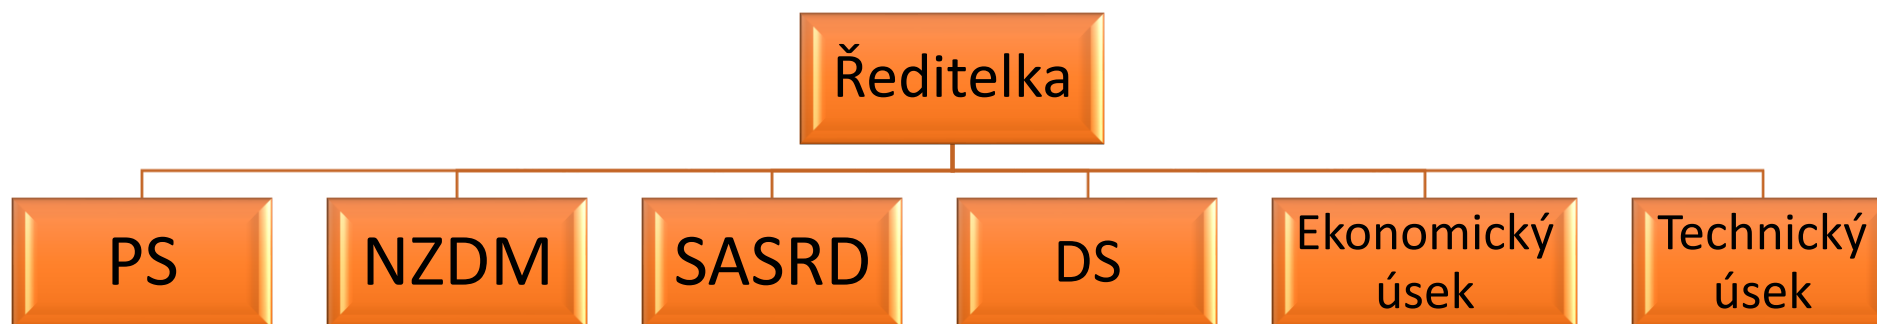 Ředitelka
PS
NZDM
SASRD
DS
Ekonomický
úsek
Technický
úsek